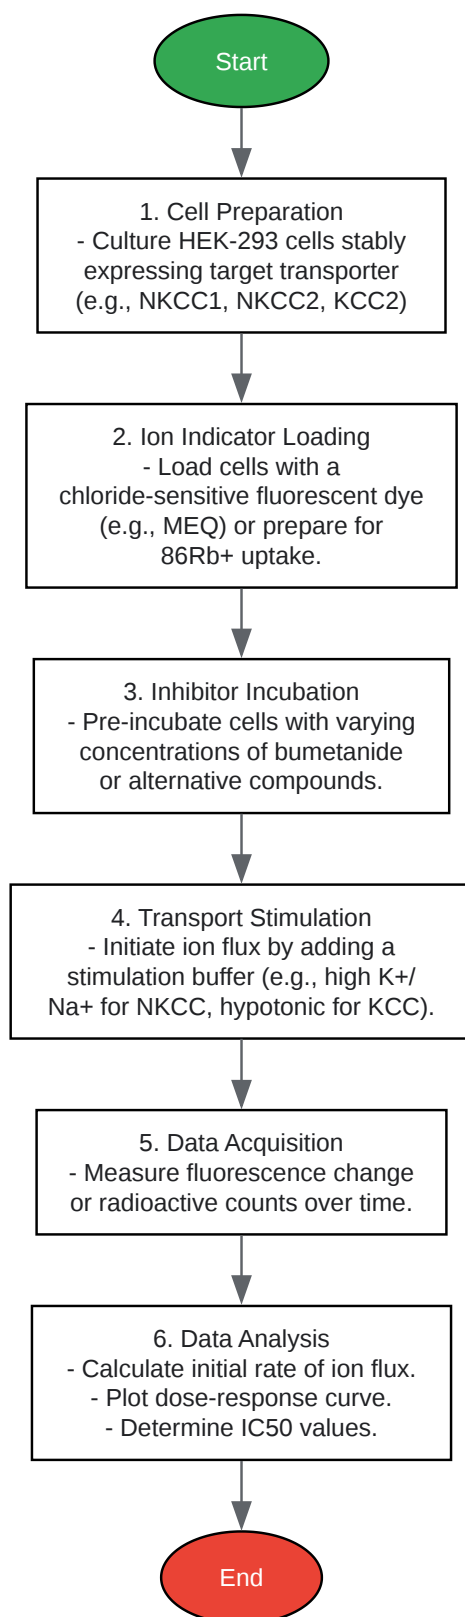 Start
1. Cell Preparation
- Culture HEK-293 cells stably
expressing target transporter
(e.g., NKCC1, NKCC2, KCC2)
2. Ion Indicator Loading
- Load cells with a
chloride-sensitive fluorescent dye
(e.g., MEQ) or prepare for
86Rb+ uptake.
3. Inhibitor Incubation
- Pre-incubate cells with varying
concentrations of bumetanide
or alternative compounds.
4. Transport Stimulation
- Initiate ion flux by adding a
stimulation buffer (e.g., high K+/
Na+ for NKCC, hypotonic for KCC).
5. Data Acquisition
- Measure fluorescence change
or radioactive counts over time.
6. Data Analysis
- Calculate initial rate of ion flux.
- Plot dose-response curve.
- Determine IC50 values.
End